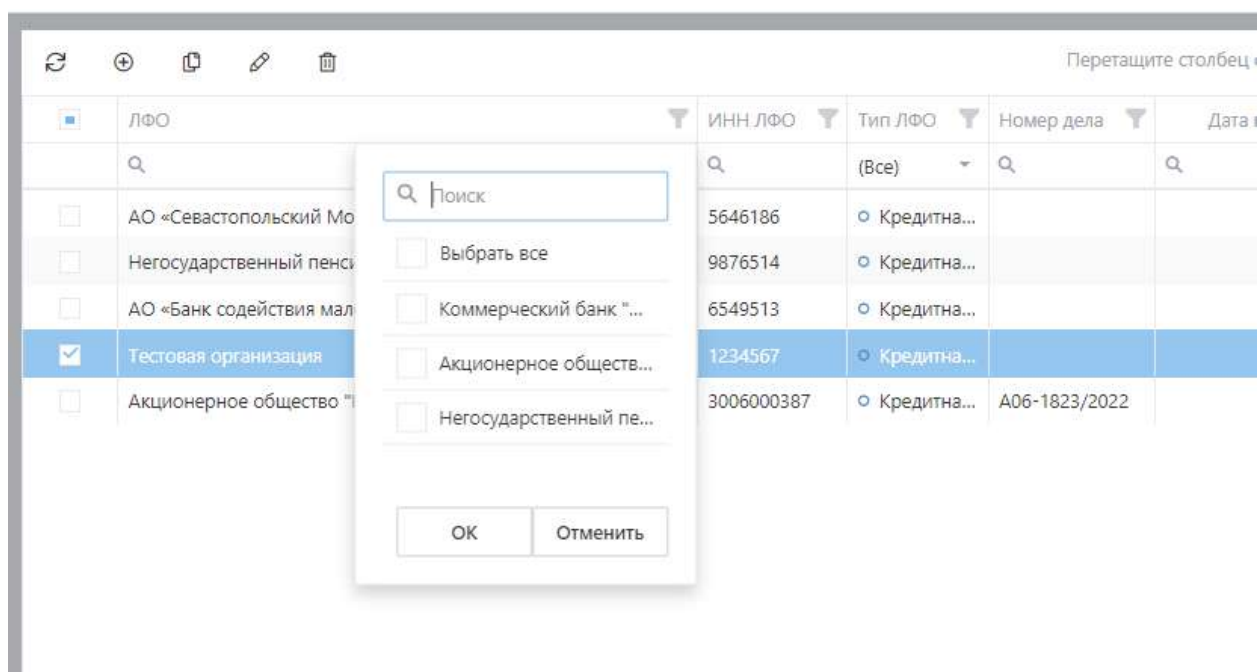 Перетащите столбец
ЛФО ИНН ЛФО Тип ЛФО Номер дела Дата
(Все)
Поиск
АО «Севастопольский Мо 5646186 Кредитна...
Выбрать все
Негосударственный пенси 9876514 Кредитна...
Коммерческий банк "...
АО «Банк содействия мал 6549513 Кредитна...
Тестовая организация 1234567 Кредитна...
Акционерное обществ...
Акционерное общество " 3006000387 Кредитна... А06-1823/2022
Негосударственный пе...
ОК Отменить